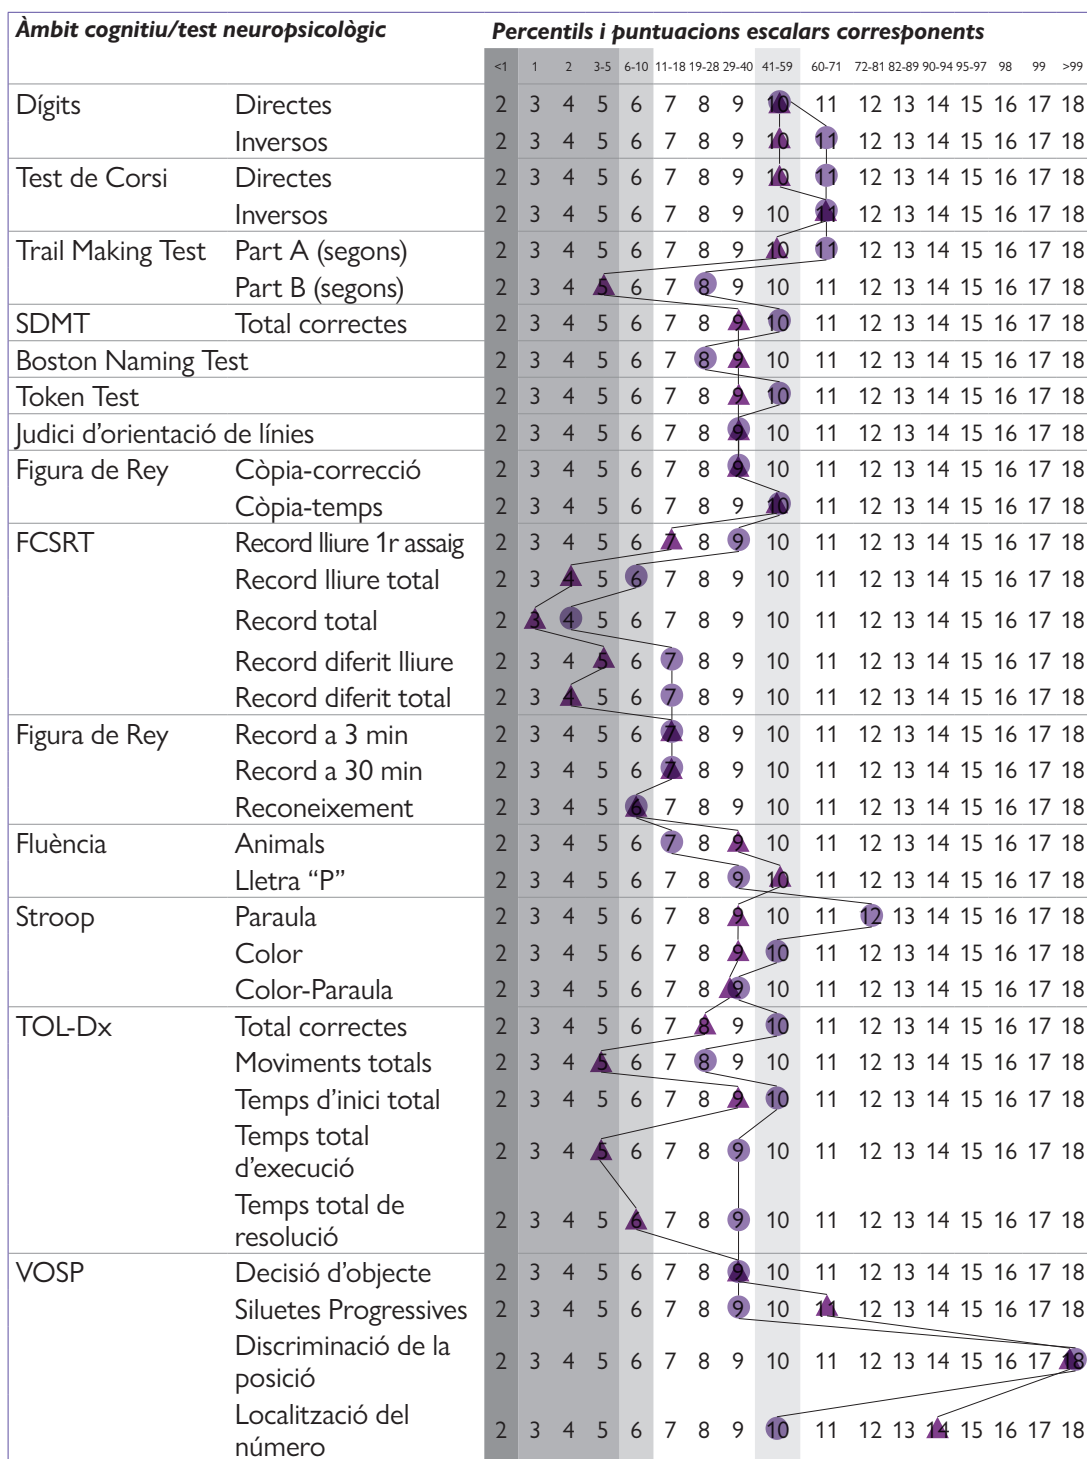 Àmbit cognitiu/test neuropsicològic Percentils i puntuacions escalars corresponents
<1 1 2 3-5 6-10 11-18 19-28 29-40 41-59 60-71 72-81 82-89 90-94 95-97 98 99 >99
Dígits Directes 2 3 4 5 6 7 8 9 10 11 12 13 14 15 16 17 18
Inversos 2 3 4 5 6 7 8 9 10 11 12 13 14 15 16 17 18
Test de Corsi Directes 2 3 4 5 6 7 8 9 10 11 12 13 14 15 16 17 18
Inversos 2 3 4 5 6 7 8 9 10 11 12 13 14 15 16 17 18
Trail Making Test Part A (segons) 2 3 4 5 6 7 8 9 10 11 12 13 14 15 16 17 18
Part B (segons) 2 3 4 5 6 7 8 9 10 11 12 13 14 15 16 17 18
SDMT Total correctes 2 3 4 5 6 7 8 9 10 11 12 13 14 15 16 17 18
Boston Naming Test 2 3 4 5 6 7 8 9 10 11 12 13 14 15 16 17 18
Token Test 2 3 4 5 6 7 8 9 10 11 12 13 14 15 16 17 18
Judici d'orientació de línies 2 3 4 5 6 7 8 9 10 11 12 13 14 15 16 17 18
Figura de Rey Còpia-correcció 2 3 4 5 6 7 8 9 10 11 12 13 14 15 16 17 18
Còpia-temps 2 3 4 5 6 7 8 9 10 11 12 13 14 15 16 17 18
FCSRT Record lliure 1r assaig 2 3 4 5 6 7 8 9 10 11 12 13 14 15 16 17 18
Record lliure total 2 3 4 5 6 7 8 9 10 11 12 13 14 15 16 17 18
Record total 2 3 4 5 6 7 8 9 10 11 12 13 14 15 16 17 18
Record diferit lliure 2 3 4 5 6 7 8 9 10 11 12 13 14 15 16 17 18
Record diferit total 2 3 4 5 6 7 8 9 10 11 12 13 14 15 16 17 18
Figura de Rey Record a 3 min 2 3 4 5 6 7 8 9 10 11 12 13 14 15 16 17 18
Record a 30 min 2 3 4 5 6 7 8 9 10 11 12 13 14 15 16 17 18
Reconeixement 2 3 4 5 6 7 8 9 10 11 12 13 14 15 16 17 18
Fluència Animals 2 3 4 5 6 7 8 9 10 11 12 13 14 15 16 17 18
Lletra “P” 2 3 4 5 6 7 8 9 10 11 12 13 14 15 16 17 18
Stroop Paraula 2 3 4 5 6 7 8 9 10 11 12 13 14 15 16 17 18
Color 2 3 4 5 6 7 8 9 10 11 12 13 14 15 16 17 18
Color-Paraula 2 3 4 5 6 7 8 9 10 11 12 13 14 15 16 17 18
TOL-Dx Total correctes 2 3 4 5 6 7 8 9 10 11 12 13 14 15 16 17 18
Moviments totals 2 3 4 5 6 7 8 9 10 11 12 13 14 15 16 17 18
Temps d'inici total 2 3 4 5 6 7 8 9 10 11 12 13 14 15 16 17 18
Temps total
d'execució 2 3 4 5 6 7 8 9 10 11 12 13 14 15 16 17 18
Temps total de
resolució 2 3 4 5 6 7 8 9 10 11 12 13 14 15 16 17 18
VOSP Decisió d'objecte 2 3 4 5 6 7 8 9 10 11 12 13 14 15 16 17 18
Siluetes Progressives 2 3 4 5 6 7 8 9 10 11 12 13 14 15 16 17 18
Discriminació de la
posició 2 3 4 5 6 7 8 9 10 11 12 13 14 15 16 17 18
Localització del
número 2 3 4 5 6 7 8 9 10 11 12 13 14 15 16 17 18